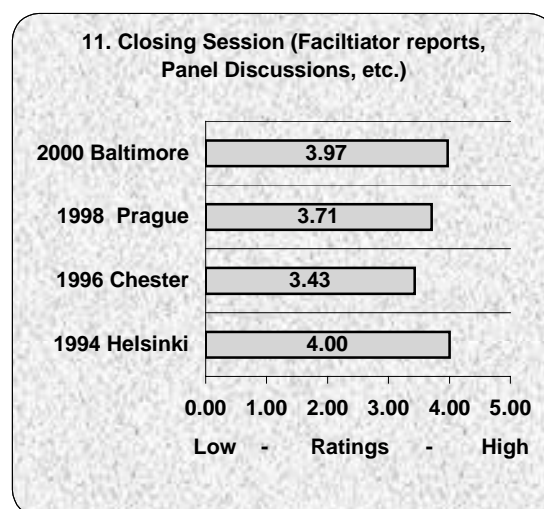 11. Closing Session (Faciltiator reports,
Panel Discussions, etc.)
2000 Baltimore 3.97
1998 Prague 3.71
1996 Chester 3.43
1994 Helsinki 4.00
0.00 1.00 2.00 3.00 4.00 5.00
Low - Ratings - High